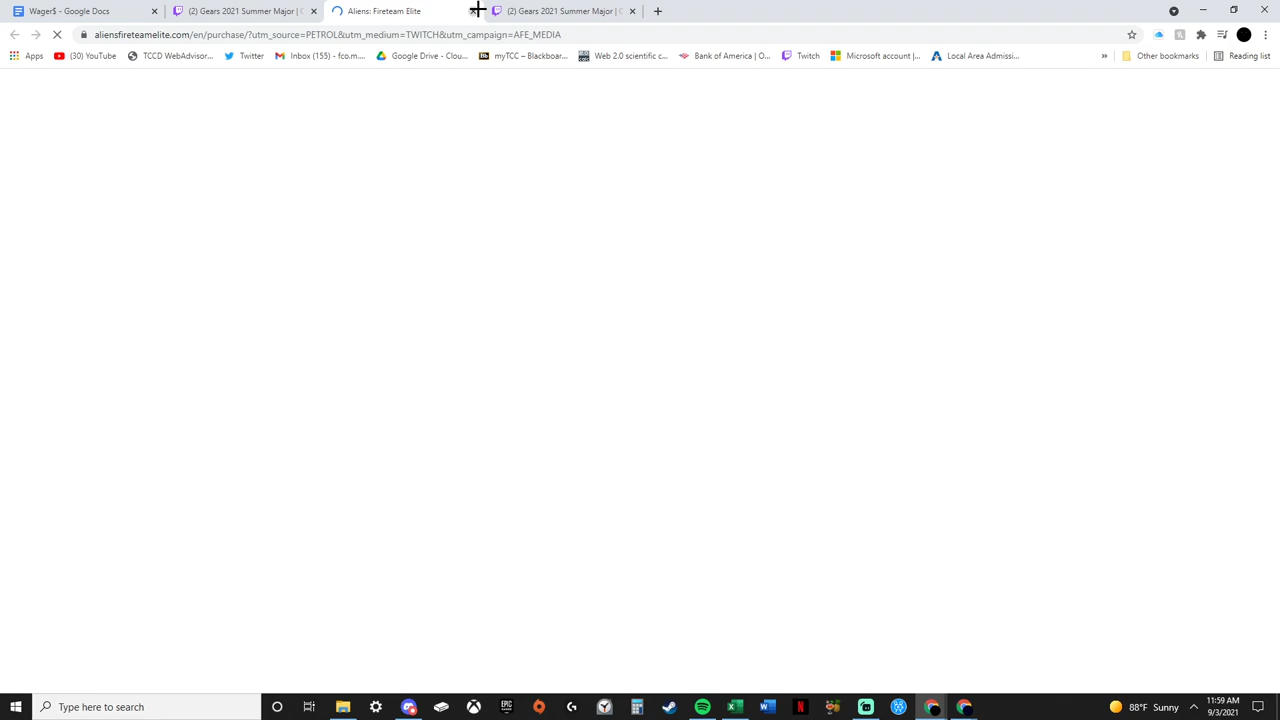 Wager$ - Google Docs
(2) Gears 2021 Summer Major | G
Aliens: Fireteam Elite
(2) Gears 2021 Summer Major | G
aliensfireteamelite.com/en/purchase/?utm_source=PETROL&utm_medium=TWITCH&utm_campaign=AFE_MEDIA
Apps
(30) YouTube
TCCD WebAdvisor...
Twitter
Inbox (155) - fco.m...
Google Drive - Clou...
Bb
myTCC – Blackboar...
Web 2.0 scientific c...
Bank of America | O...
Twitch
Microsoft account |...
Local Area Admissi...
»
Other bookmarks
Reading list
Type here to search
EPIC
88°F Sunny
11:59 AM
9/3/2021